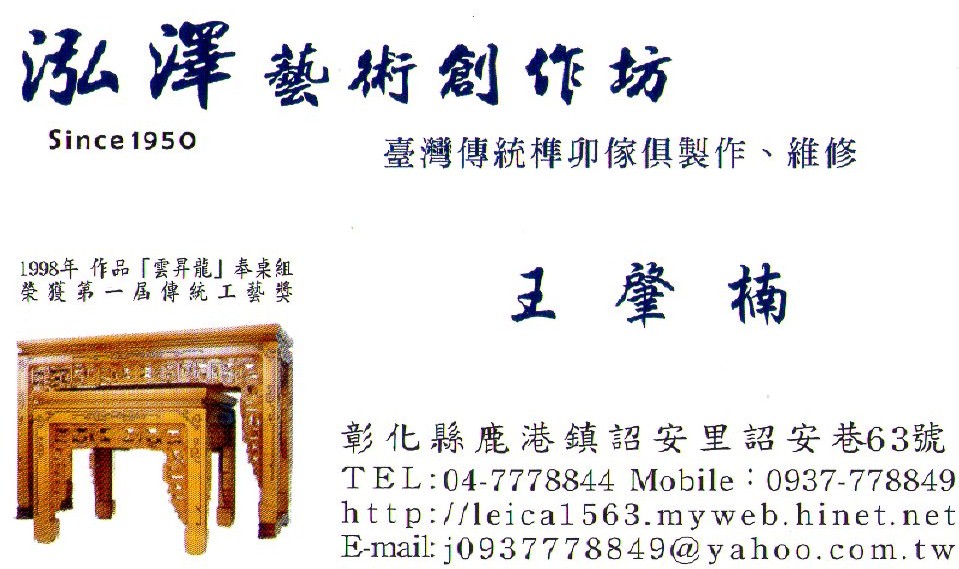 泓澤藝術創作坊
Since1950
臺灣傳統榫卯傢俱製作、維修
1998年 作品「雲昇龍」奉桌組
榮獲第一屆傳統工藝獎
王肇楠
彰化縣鹿港鎮詔安里詔安巷63號
TEL:04-7778844 Mobile：0937-778849
http://leica1563.myweb.hinet.net
E-mail:j0937778849@yahoo.com.tw